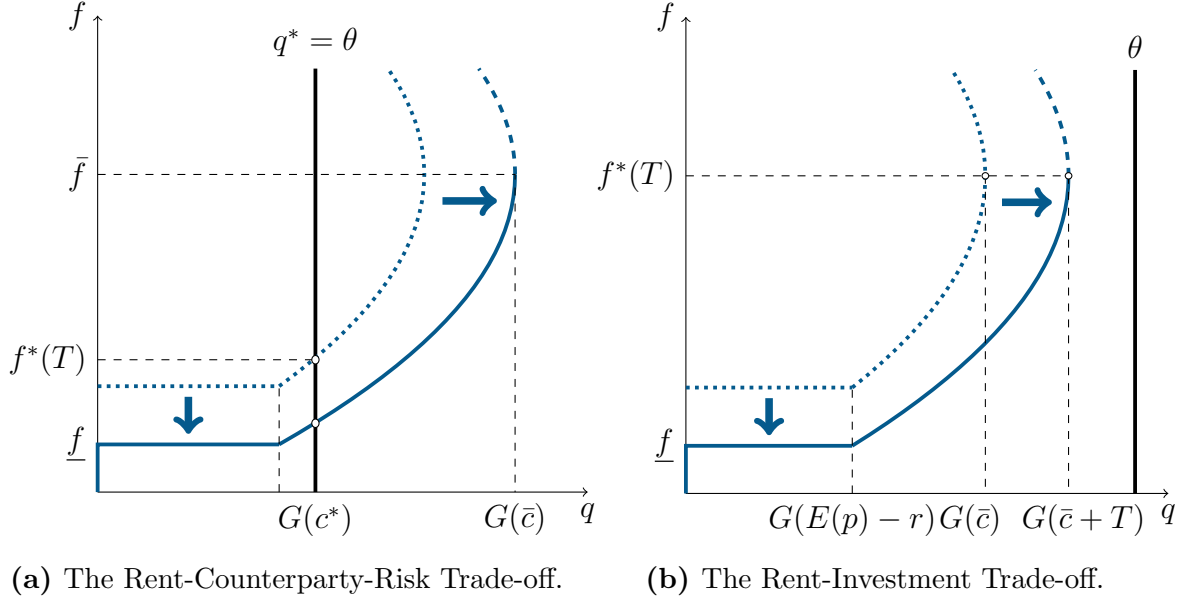 f
q* = θ
f̄
f*(T)
f
G(c*)
G(c̄)
q
(a) The Rent-Counterparty-Risk Trade-off.
f
θ
f*(T)
f
G(E(p) − r)
G(c̄)
G(c̄ + T)
q
(b) The Rent-Investment Trade-off.